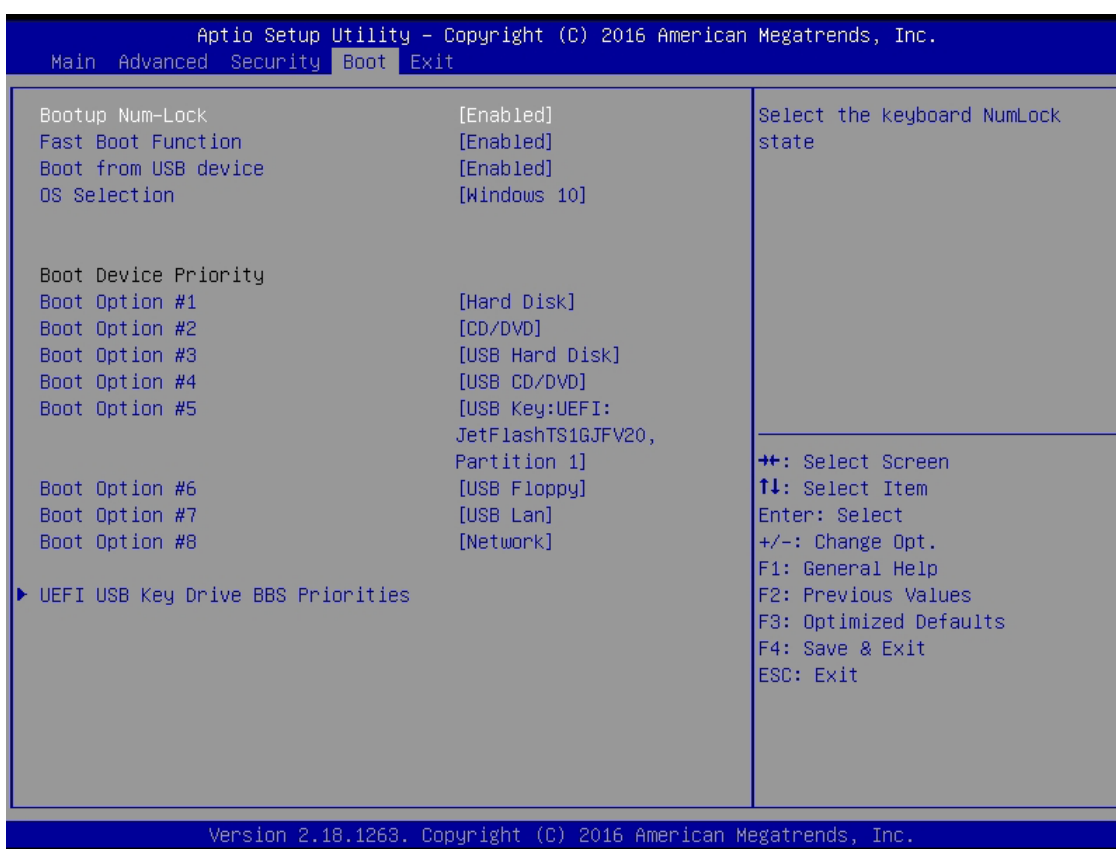 Aptio Setup Utility – Copyright (C) 2016 American Megatrends, Inc.
Main Advanced Security Boot Exit
Bootup Num-Lock [Enabled]
Fast Boot Function [Enabled]
Boot from USB device [Enabled]
OS Selection [Windows 10]
Boot Device Priority
Boot Option #1 [Hard Disk]
Boot Option #2 [CD/DVD]
Boot Option #3 [USB Hard Disk]
Boot Option #4 [USB CD/DVD]
Boot Option #5 [USB Key:UEFI:
JetFlashTS1GJFV20,
Partition 1]
Boot Option #6 [USB Floppy]
Boot Option #7 [USB Lan]
Boot Option #8 [Network]
UEFI USB Key Drive BBS Priorities
Select the keyboard NumLock
state
→←: Select Screen
↑↓: Select Item
Enter: Select
+/-: Change Opt.
F1: General Help
F2: Previous Values
F3: Optimized Defaults
F4: Save & Exit
ESC: Exit
Version 2.18.1263. Copyright (C) 2016 American Megatrends, Inc.